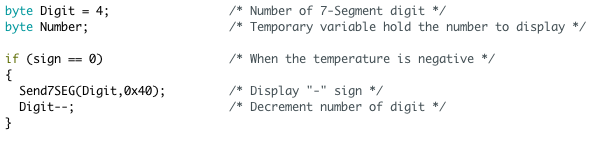 byte Digit = 4; /* Number of 7-Segment digit */
byte Number; /* Temporary variable hold the number to display */
if (sign == 0) /* When the temperature is negative */
{
Send7SEG(Digit,0x40); /* Display "-" sign */
Digit--; /* Decrement number of digit */
}